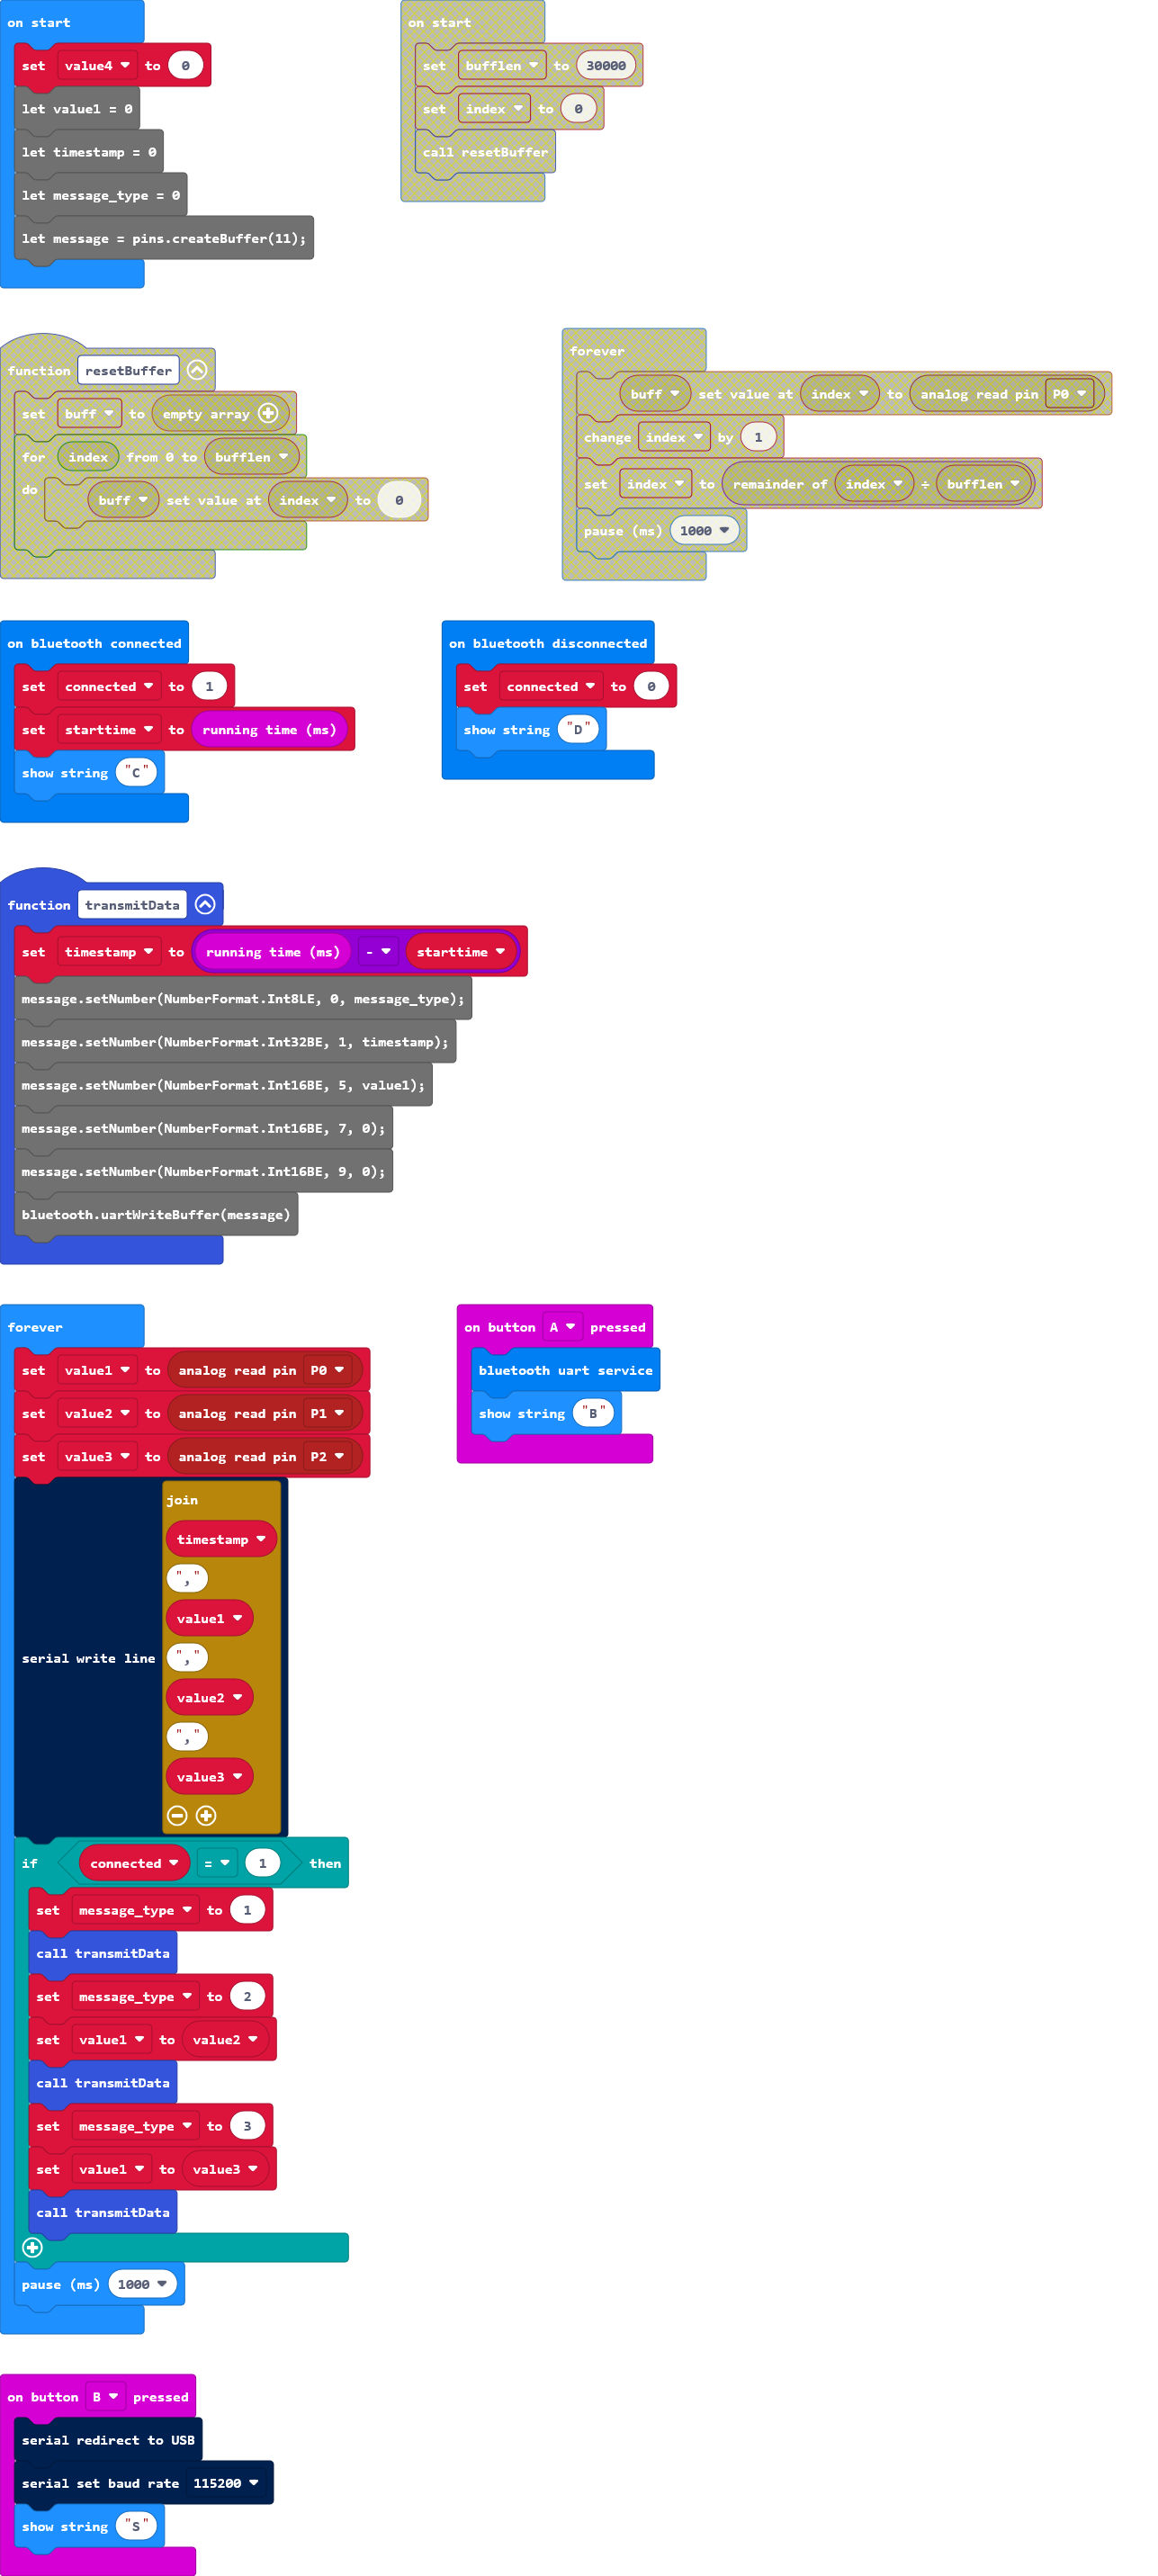 on start
set value4 to 0
let value1 = 0
let timestamp = 0
let message_type = 0
let message = pins.createBuffer(11);
on start
set bufflen to 30000
set index to 0
call resetBuffer
function resetBuffer
set buff to empty array
for index from 0 to bufflen
do buff set value at index to 0
forever
buff set value at index to analog read pin P0
change index by 1
set index to remainder of index ÷ bufflen
pause (ms) 1000
on bluetooth connected
set connected to 1
set starttime to running time (ms)
show string "C"
on bluetooth disconnected
set connected to 0
show string "D"
function transmitData
set timestamp to running time (ms) - starttime
message.setNumber(NumberFormat.Int8LE, 0, message_type);
message.setNumber(NumberFormat.Int32BE, 1, timestamp);
message.setNumber(NumberFormat.Int16BE, 5, value1);
message.setNumber(NumberFormat.Int16BE, 7, 0);
message.setNumber(NumberFormat.Int16BE, 9, 0);
bluetooth.uartWriteBuffer(message)
forever
set value1 to analog read pin P0
set value2 to analog read pin P1
set value3 to analog read pin P2
serial write line
join
timestamp
","
value1
","
value2
","
value3
if connected = 1 then
set message_type to 1
call transmitData
set message_type to 2
set value1 to value2
call transmitData
set message_type to 3
set value1 to value3
call transmitData
pause (ms) 1000
on button A pressed
bluetooth uart service
show string "B"
on button B pressed
serial redirect to USB
serial set baud rate 115200
show string "S"